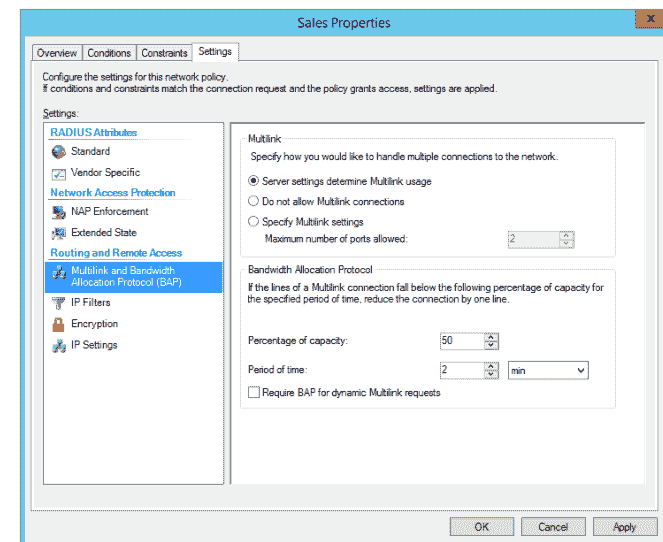 Sales Properties
x
Overview Conditions Constraints Settings
Configure the settings for this network policy.
If conditions and constraints match the connection request and the policy grants access, settings are applied.
Settings:
RADIUS Attributes
Standard
Vendor Specific
Network Access Protection
NAP Enforcement
Extended State
Routing and Remote Access
Multilink and Bandwidth
Allocation Protocol (BAP)
IP Filters
Encryption
IP Settings
Multilink
Specify how you would like to handle multiple connections to the network.
Server settings determine Multilink usage
Do not allow Multilink connections
Specify Multilink settings
Maximum number of ports allowed: 2
Bandwidth Allocation Protocol
If the lines of a Multilink connection fall below the following percentage of capacity for
the specified period of time, reduce the connection by one line.
Percentage of capacity: 50
Period of time: 2 min
Require BAP for dynamic Multilink requests
OK Cancel Apply